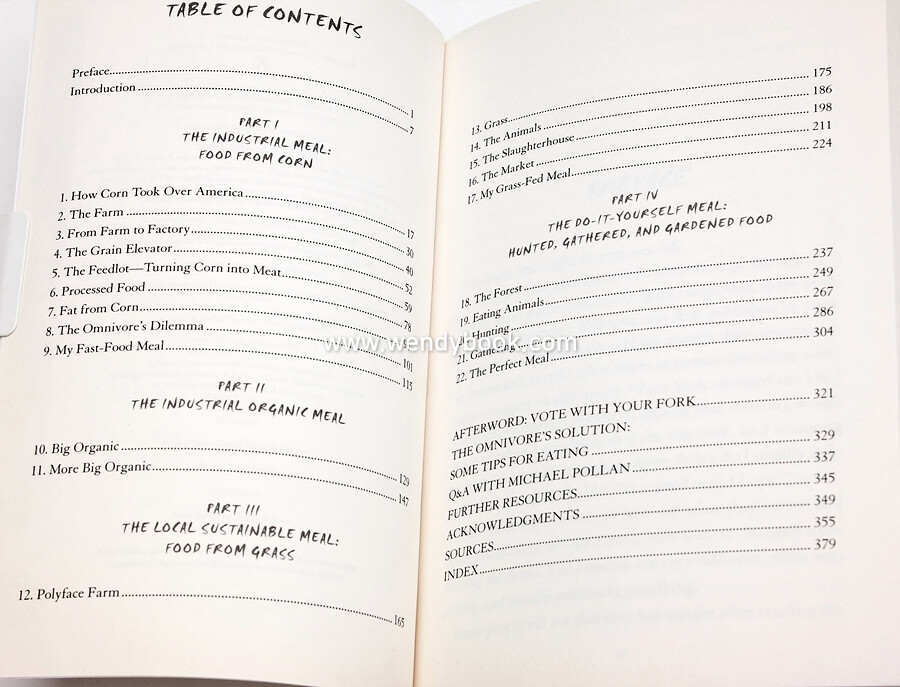 TABLE OF CONTENTS
Preface.....1
Introduction.....7
PART I
THE INDUSTRIAL MEAL:
FOOD FROM CORN
1. How Corn Took Over America.....17
2. The Farm.....30
3. From Farm to Factory.....40
4. The Grain Elevator.....52
5. The Feedlot—Turning Corn into Meat.....59
6. Processed Food.....78
7. Fat from Corn
8. The Omnivore's Dilemma.....101
9. My Fast-Food Meal.....115
PART II
THE INDUSTRIAL ORGANIC MEAL
10. Big Organic.....129
11. More Big Organic.....147
PART III
THE LOCAL SUSTAINABLE MEAL:
FOOD FROM GRASS
12. Polyface Farm.....165
13. Grass.....175
14. The Animals.....186
15. The Slaughterhouse.....198
16. The Market.....211
17. My Grass-Fed Meal.....224
PART IV
THE DO-IT-YOURSELF MEAL:
HUNTED, GATHERED, AND GARDENED FOOD
18. The Forest.....237
19. Eating Animals.....249
20. Hunting.....267
21. Gathering.....286
22. The Perfect Meal.....304
AFTERWORD: VOTE WITH YOUR FORK.....321
THE OMNIVORE'S SOLUTION:
SOME TIPS FOR EATING.....329
Q&A WITH MICHAEL POLLAN.....337
FURTHER RESOURCES.....345
ACKNOWLEDGMENTS.....349
SOURCES.....355
INDEX.....379
www.wendybook.com